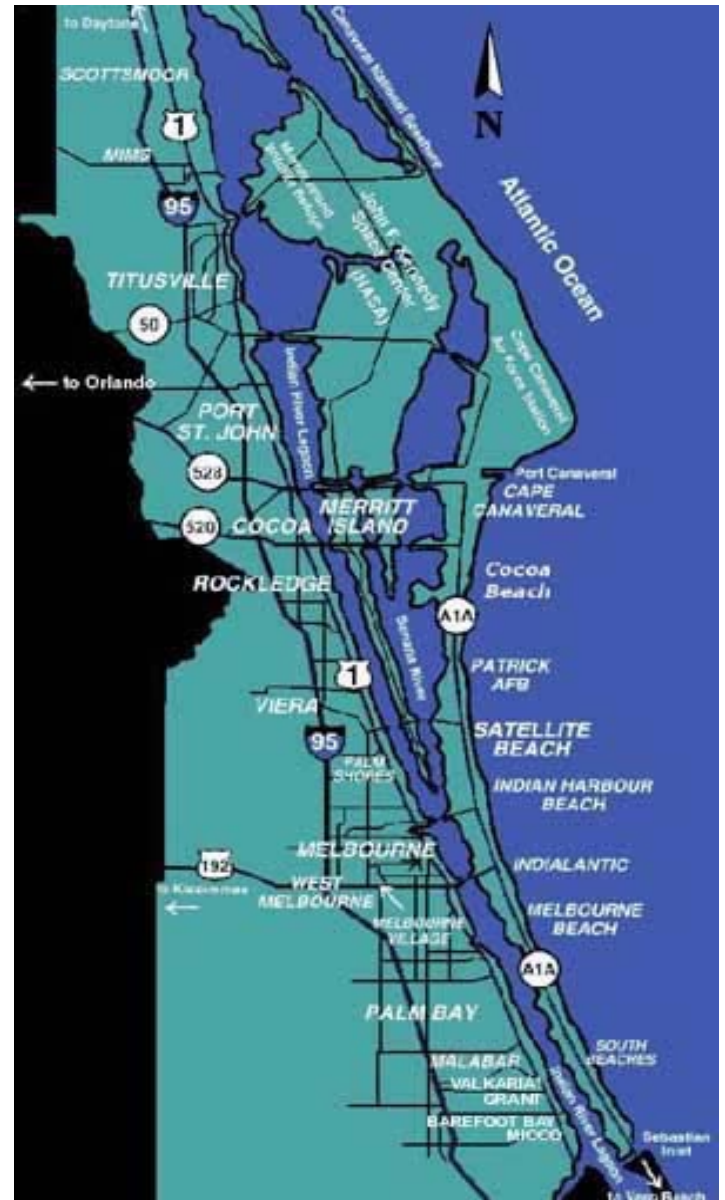 to Daytona
SCOTTSMOOR
1
MIMS
95
Canaveral National Seashore
N
Atlantic Ocean
John F. Kennedy
Space Center
(NASA)
TITUSVILLE
50
Cape Canaveral
Air Force Station
← to Orlando
Indian River Lagoon
PORT
ST. JOHN
528
Port Canaveral
CAPE
CANAVERAL
MERRITT
ISLAND
520
COCOA
ROCKLEDGE
Cocoa
Beach
A1A
Banana River
1
PATRICK
AFB
VIERA
95
SATELLITE
BEACH
PALM
SHORES
INDIAN HARBOUR
BEACH
MELBOURNE
192
INDIALANTIC
to Kissimmee
WEST
MELBOURNE
MELBOURNE
VILLAGE
MELBOURNE
BEACH
A1A
PALM BAY
SOUTH
BEACHES
MALABAR
VALKARIA/
GRANT
BAREFOOT BAY
MICCO
Indian River Lagoon
Sebastian
Inlet
to Vero Beach